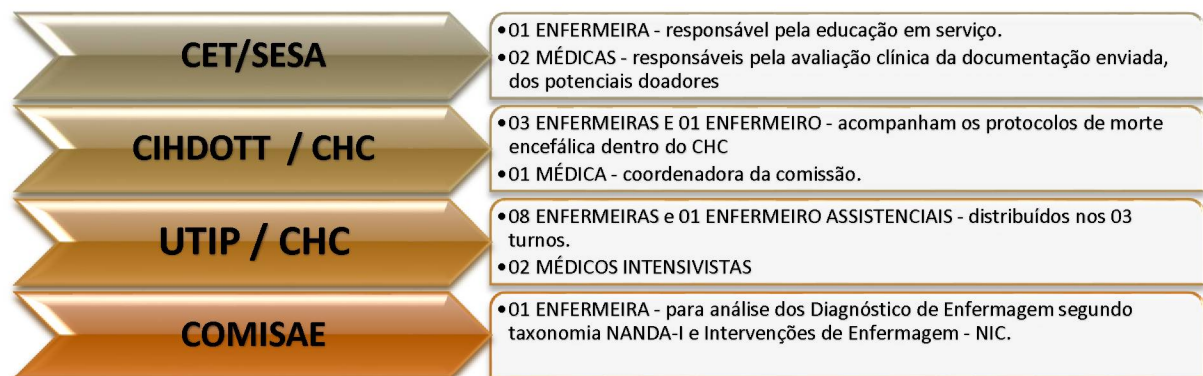 CET/SESA
•01 ENFERMEIRA - responsável pela educação em serviço.
•02 MÉDICAS - responsáveis pela avaliação clínica da documentação enviada,
dos potenciais doadores
CIHDOTT / CHC
•03 ENFERMEIRAS E 01 ENFERMEIRO - acompanham os protocolos de morte
encefálica dentro do CHC
•01 MÉDICA - coordenadora da comissão.
UTIP / CHC
•08 ENFERMEIRAS e 01 ENFERMEIRO ASSISTENCIAIS - distribuídos nos 03
turnos.
•02 MÉDICOS INTENSIVISTAS
COMISAE
•01 ENFERMEIRA - para análise dos Diagnóstico de Enfermagem segundo
taxonomia NANDA-I e Intervenções de Enfermagem - NIC.